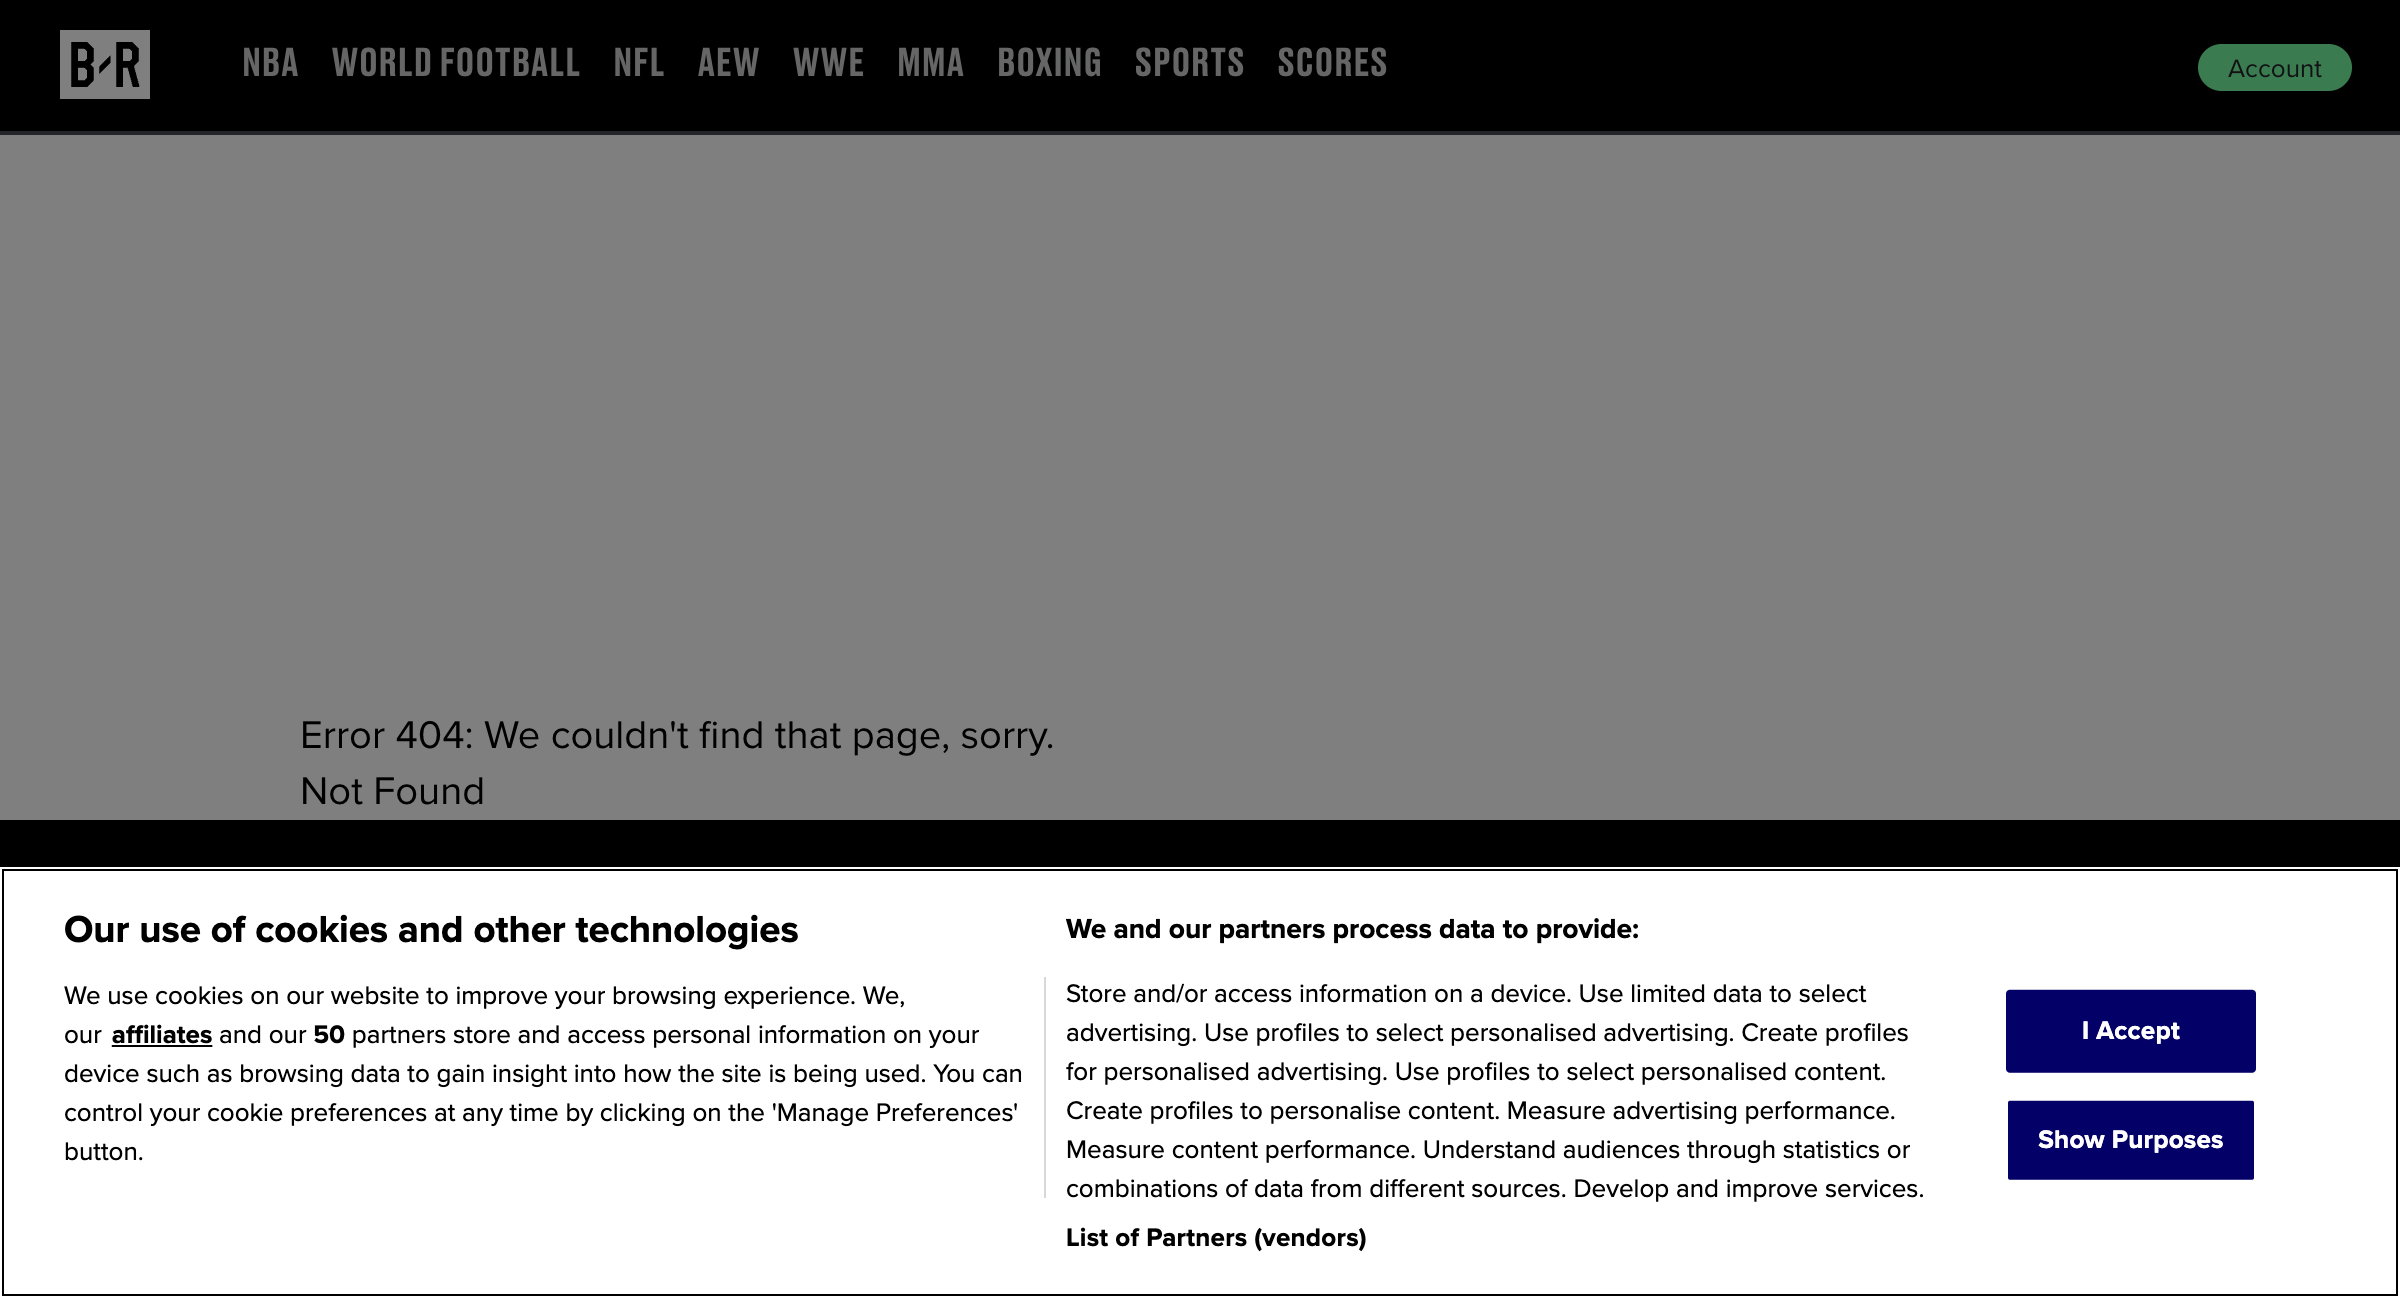 B/R
NBA WORLD FOOTBALL NFL AEW WWE MMA BOXING SPORTS SCORES
Account
Error 404: We couldn't find that page, sorry.
Not Found
Our use of cookies and other technologies
We use cookies on our website to improve your browsing experience. We,
our affiliates and our 50 partners store and access personal information on your
device such as browsing data to gain insight into how the site is being used. You can
control your cookie preferences at any time by clicking on the 'Manage Preferences'
button.
We and our partners process data to provide:
Store and/or access information on a device. Use limited data to select
advertising. Use profiles to select personalised advertising. Create profiles
for personalised advertising. Use profiles to select personalised content.
Create profiles to personalise content. Measure advertising performance.
Measure content performance. Understand audiences through statistics or
combinations of data from different sources. Develop and improve services.
List of Partners (vendors)
I Accept
Show Purposes